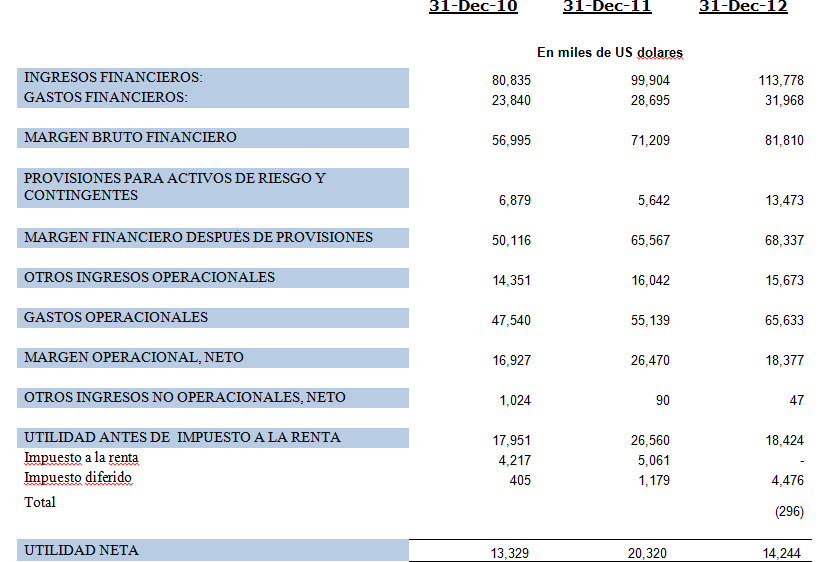 31-Dec-10 31-Dec-11 31-Dec-12
En miles de US dolares
INGRESOS FINANCIEROS: 80,835 99,904 113,778
GASTOS FINANCIEROS: 23,840 28,695 31,968
MARGEN BRUTO FINANCIERO 56,995 71,209 81,810
PROVISIONES PARA ACTIVOS DE RIESGO Y
CONTINGENTES 6,879 5,642 13,473
MARGEN FINANCIERO DESPUÉS DE PROVISIONES 50,116 65,567 68,337
OTROS INGRESOS OPERACIONALES 14,351 16,042 15,673
GASTOS OPERACIONALES 47,540 55,139 65,633
MARGEN OPERACIONAL, NETO 16,927 26,470 18,377
OTROS INGRESOS NO OPERACIONALES, NETO 1,024 90 47
UTILIDAD ANTES DE IMPUESTO A LA RENTA 17,951 26,560 18,424
Impuesto a la renta 4,217 5,061 -
Impuesto diferido 405 1,179 4,476
Total (296)
UTILIDAD NETA 13,329 20,320 14,244